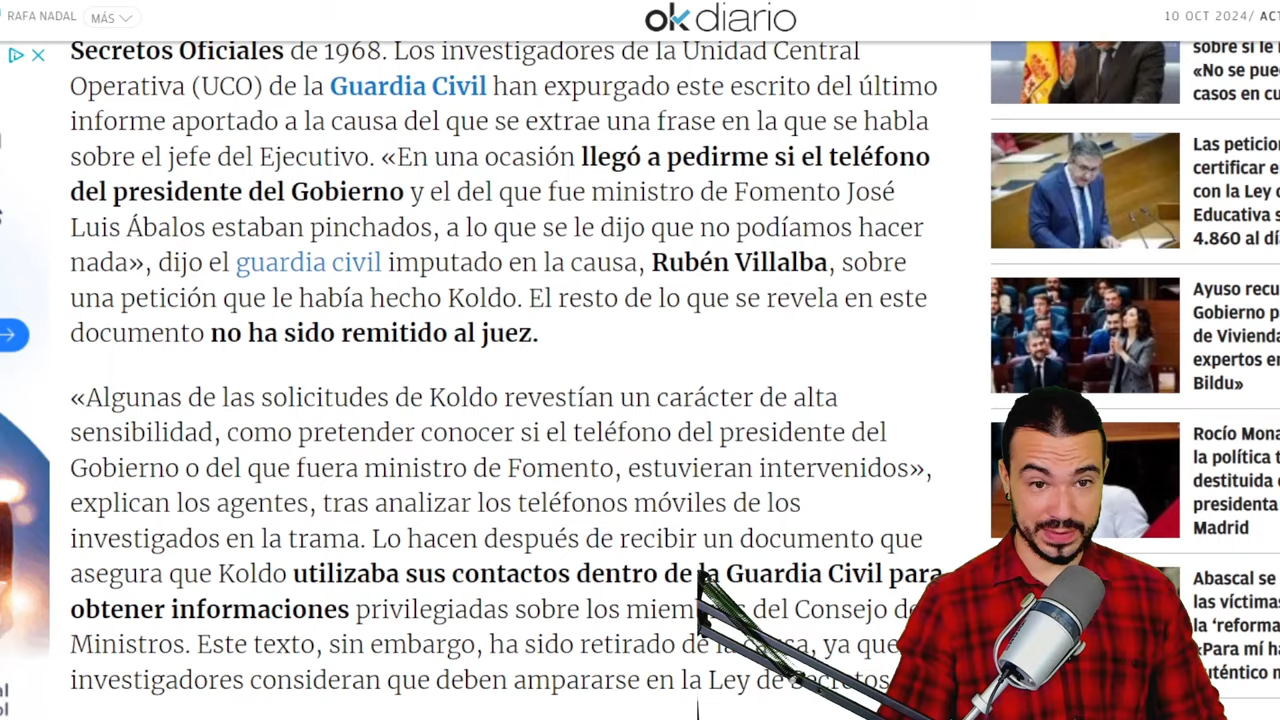 RAFA NADAL
MÁS
okdiario
10 OCT 2024/
Secretos Oficiales de 1968. Los investigadores de la Unidad Central
Operativa (UCO) de la Guardia Civil han expurgado este escrito del último
informe aportado a la causa del que se extrae una frase en la que se habla
sobre el jefe del Ejecutivo. «En una ocasión llegó a pedirme si el teléfono
del presidente del Gobierno y el del que fue ministro de Fomento José
Luis Ábalos estaban pinchados, a lo que se le dijo que no podíamos hacer
nada», dijo el guardia civil imputado en la causa, Rubén Villalba, sobre
una petición que le había hecho Koldo. El resto de lo que se revela en este
documento no ha sido remitido al juez.
«Algunas de las solicitudes de Koldo revestían un carácter de alta
sensibilidad, como pretender conocer si el teléfono del presidente del
Gobierno o del que fuera ministro de Fomento, estuvieran intervenidos»,
explican los agentes, tras analizar los teléfonos móviles de los
investigados en la trama. Lo hacen después de recibir un documento que
asegura que Koldo utilizaba sus contactos dentro de la Guardia Civil para
obtener informaciones privilegiadas sobre los del Consejo
Ministros. Este texto, sin embargo, ha sido retirado de la causa, ya que
investigadores consideran que deben ampararse en la Ley de Secretos
sobre si le
«No se
casos en
Las
certificar
con la Ley
Educativa
4.860 al
Ayuso
Gobierno
de Vivienda
expertos
Bildu»
Rocío
la política
destituida
presidenta
Madrid
Abascal se
las víctimas
la ‘reforma
«Para mí
auténtico